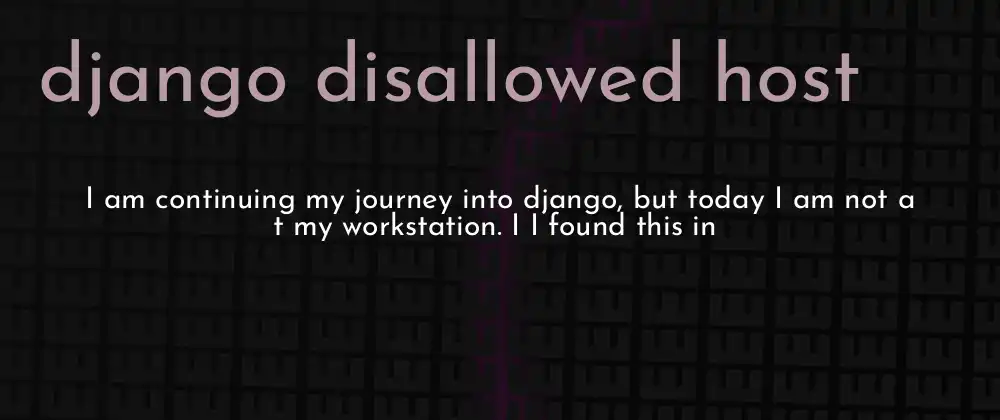 django disallowed host
I am continuing my journey into django, but today I am not a
t my workstation. I I found this in